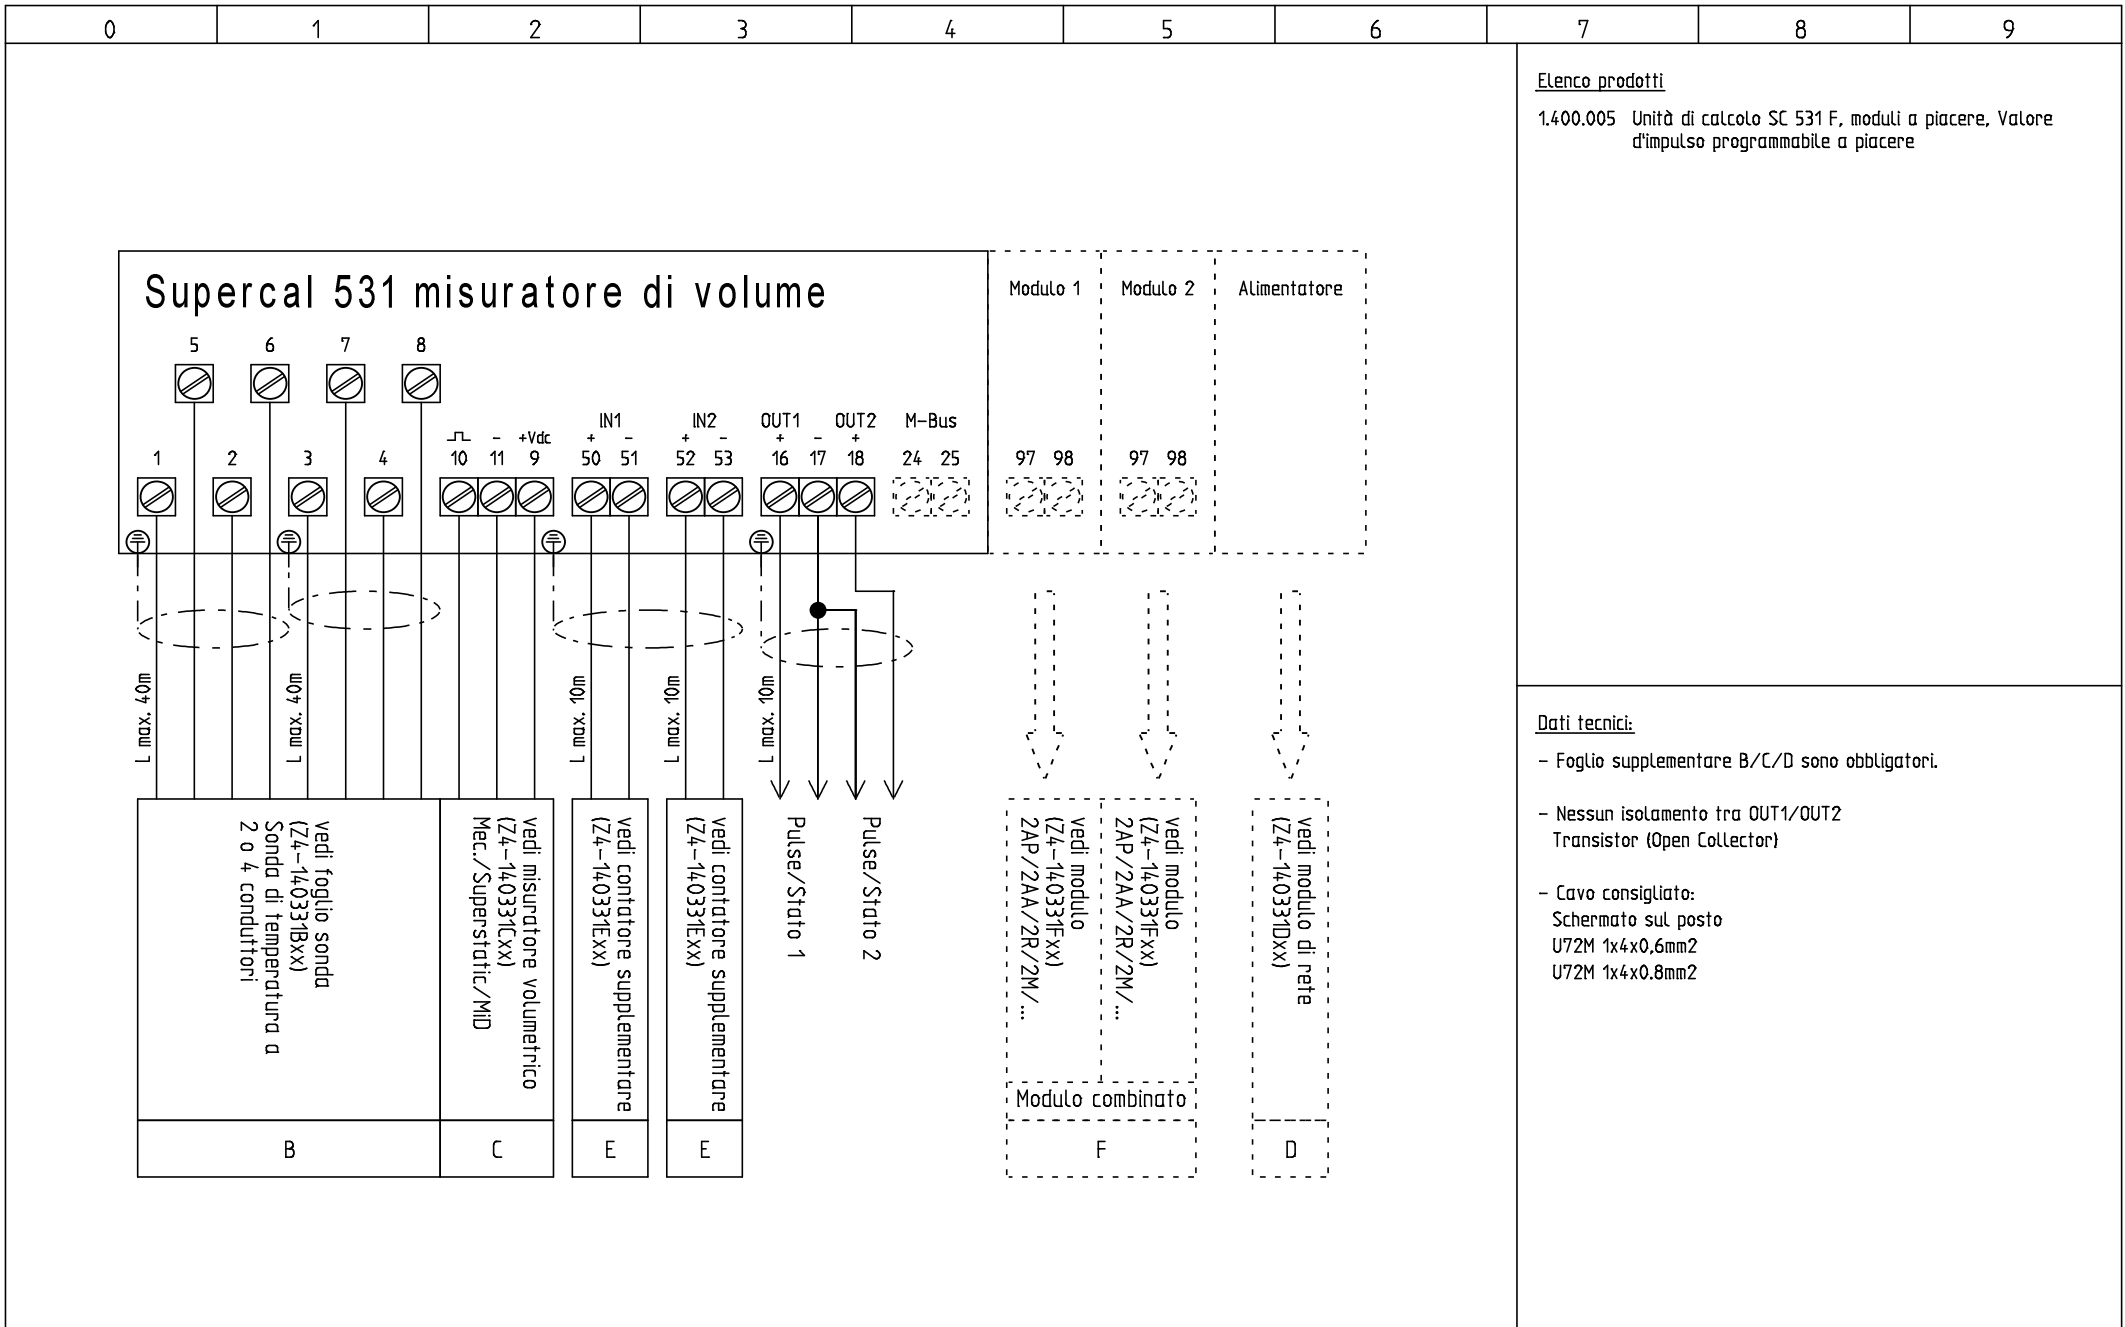 0 1 2 3 4 5 6 7 8 9
Elenco prodotti
1.400.005 Unità di calcolo SC 531 F, moduli a piacere, Valore
d'impulso programmabile a piacere
Supercal 531 misuratore di volume
Modulo 1
Modulo 2
Alimentatore
5 6 7 8
IN1 IN2 OUT1 OUT2 M-Bus
- +Vdc + - + - + - +
1 2 3 4 10 11 9 50 51 52 53 16 17 18 24 25 97 98 97 98
L max. 40m
L max. 40m
L max. 10m
L max. 10m
L max. 10m
vedi foglio sonda
(Z4-140331Bxx)
Sonda di temperatura a
2 o 4 conduttori
vedi misuratore volumetrico
(Z4-140331Cxx)
Mec./Superstatic/MiD
vedi contatore supplementare
(Z4-140331Exx)
vedi contatore supplementare
(Z4-140331Exx)
Pulse/Stato 1
Pulse/Stato 2
vedi modulo
(Z4-140331Fxx)
2AP/2AA/2R/2M/...
vedi modulo
(Z4-140331Fxx)
2AP/2AA/2R/2M/...
vedi modulo di rete
(Z4-140331Dxx)
Modulo combinato
B C E E F D
Dati tecnici:
- Foglio supplementare B/C/D sono obbligatori.
- Nessun isolamento tra OUT1/OUT2
Transistor (Open Collector)
- Cavo consigliato:
Schermato sul posto
U72M 1x4x0,6mm2
U72M 1x4x0.8mm2